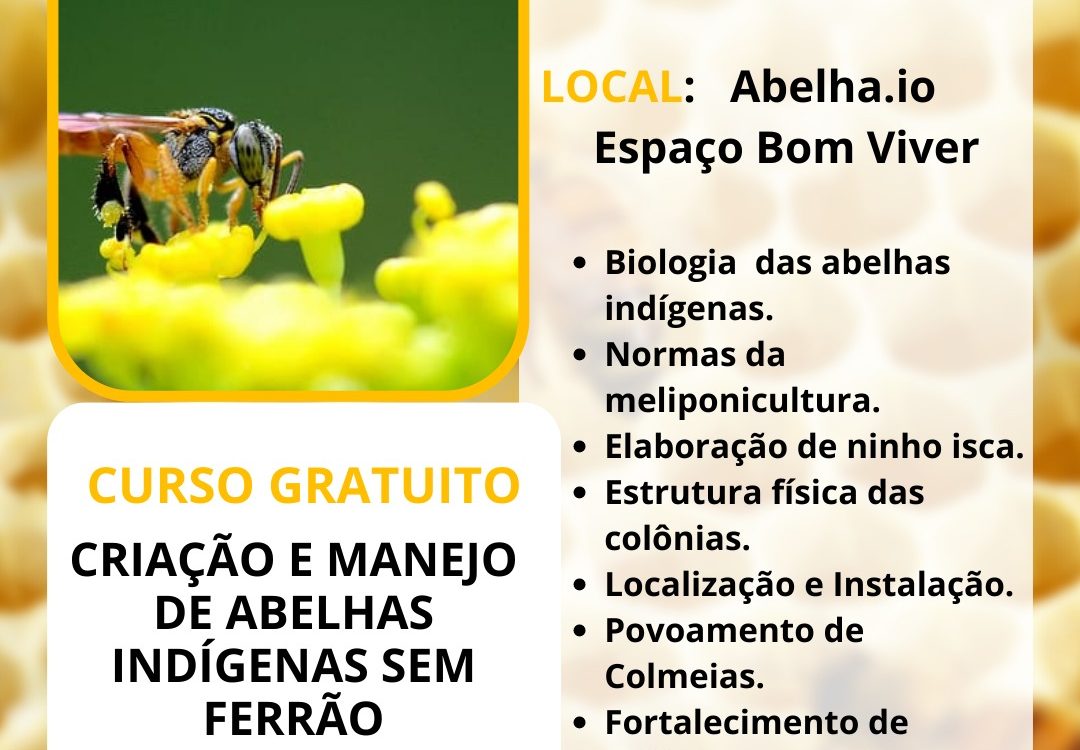 LOCAL: Abelha.io
Espaço Bom Viver
• Biologia das abelhas
indígenas.
• Normas da
meliponicultura.
• Elaboração de ninho isca.
• Estrutura física das
colônias.
• Localização e Instalação.
• Povoamento de
Colmeias.
• Fortalecimento de
CURSO GRATUITO
CRIAÇÃO E MANEJO
DE ABELHAS
INDÍGENAS SEM
FERRÃO